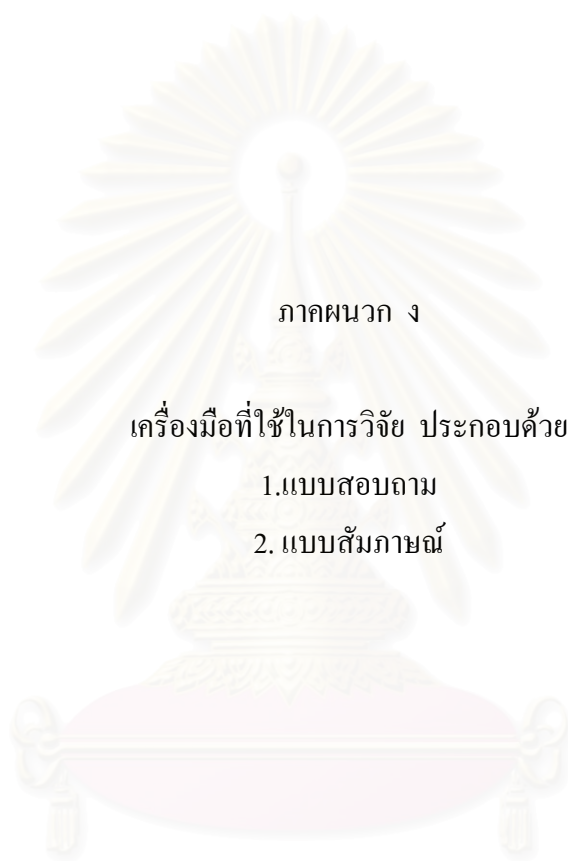 ภาคผนวก ง
เครื่องมือที่ใช้ในการวิจัย ประกอบด้วย
1.แบบสอบถาม
2. แบบสัมภาษณ์